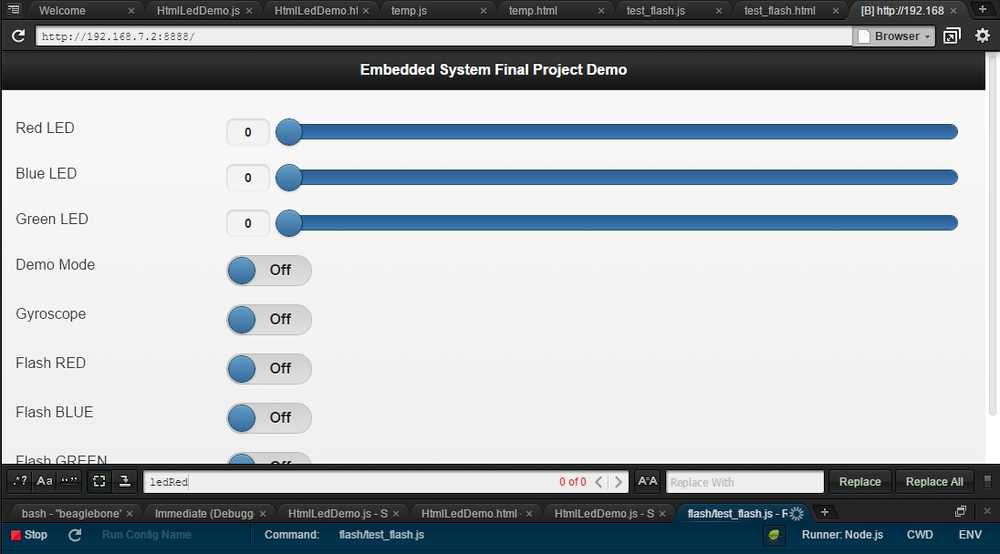 Welcome HtmlLedDemo.js HtmlLedDemo.ht temp.js temp.html test_flash.js test_flash.html [B] http://192.168
http://192.168.7.2:8888/ Browser
Embedded System Final Project Demo
Red LED 0
Blue LED 0
Green LED 0
Demo Mode Off
Gyroscope Off
Flash RED Off
Flash BLUE Off
Flash GREEN Off
.*? Aa "" ledRed 0 of 0 AA Replace With Replace Replace All
bash - "beaglebone' Immediate (Debugg HtmlLedDemo.js - S HtmlLedDemo.html - HtmlLedDemo.js - S flash/test_flash.js - R
Stop Run Config Name Command: flash/test_flash.js Runner: Node.js CWD ENV